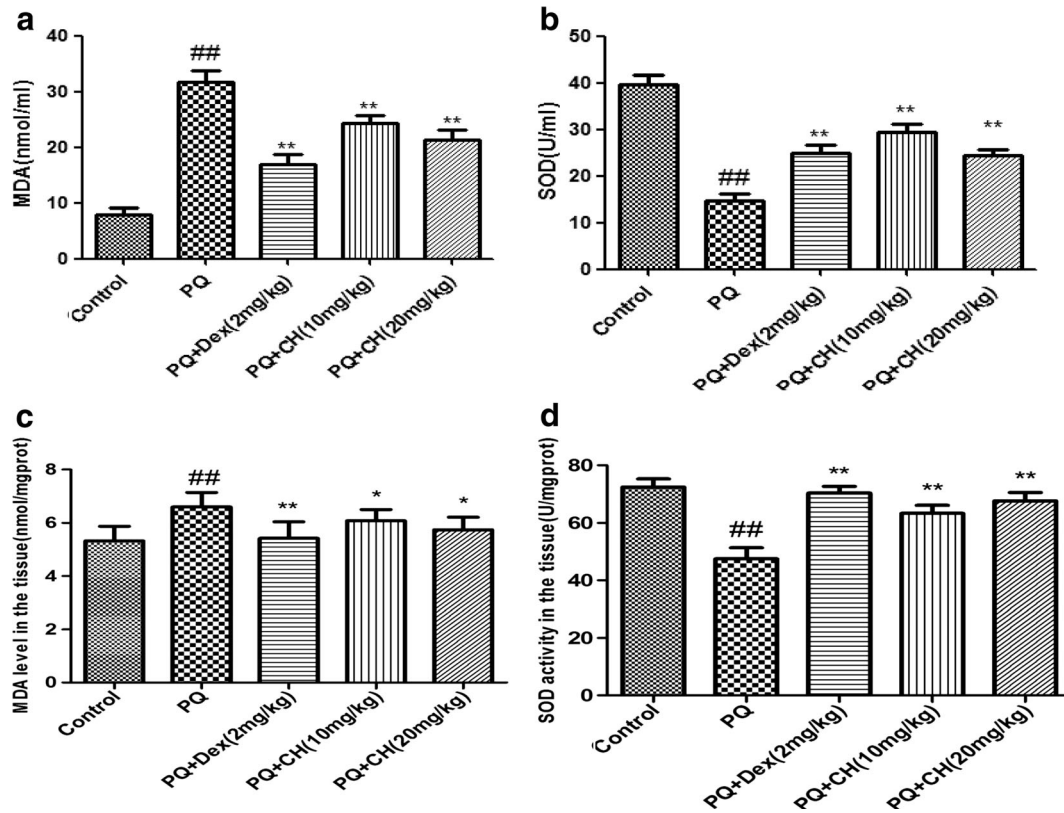 a
MDA(nmol/ml)
40
30
20
10
0
##
**
**
**
Control
PQ
PQ+Dex(2mg/kg)
PQ+CH(10mg/kg)
PQ+CH(20mg/kg)
b
SOD(U/ml)
50
40
30
20
10
0
##
**
**
**
Control
PQ
PQ+Dex(2mg/kg)
PQ+CH(10mg/kg)
PQ+CH(20mg/kg)
c
MDA level in the tissue(nmol/mgprot)
8
6
4
2
0
##
**
*
*
Control
PQ
PQ+Dex(2mg/kg)
PQ+CH(10mg/kg)
PQ+CH(20mg/kg)
d
SOD activity in the tissue(U/mgprot)
80
60
40
20
0
##
**
**
**
Control
PQ
PQ+Dex(2mg/kg)
PQ+CH(10mg/kg)
PQ+CH(20mg/kg)